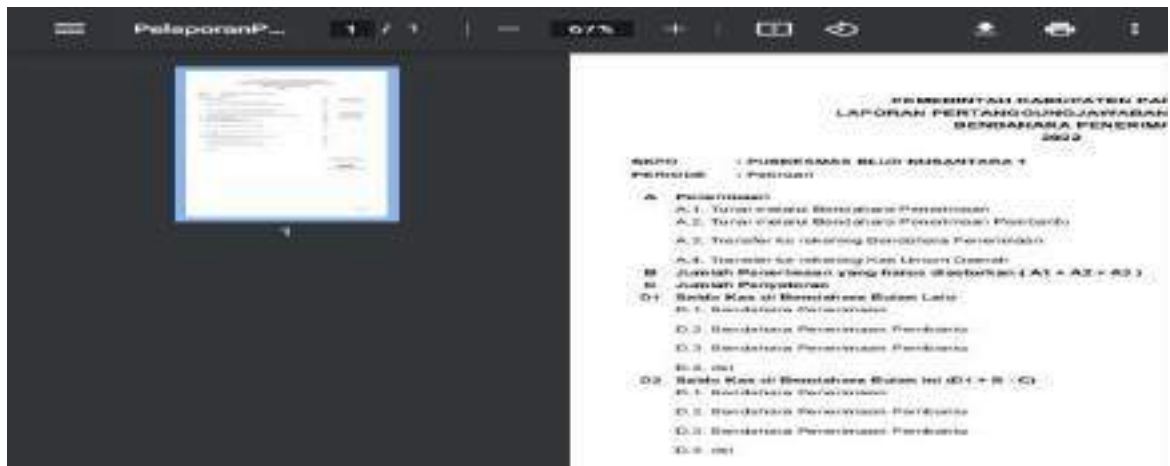 PelaporanP...
1 / 1
67%
1
PEMERINTAH KABUPATEN
LAPORAN PERTANGGUNGJAWABAN
BENDAHARA
2022
SKPD : PUSKESMAS BLUD NUSANTARA 1
PERIODE : Februari
A Penerimaan
A.1. Tunai melalui Bendahara Penerimaan
A.2. Tunai melalui Bendahara Penerimaan Pembantu
A.3. Transfer ke rekening Bendahara Penerimaan
A.4. Transfer ke rekening Kas Umum Daerah
B Jumlah Penerimaan yang harus disetorkan ( A1 + A2 + A3 )
Jumlah Penyetoran
D1 Saldo Kas di Bendahara Bulan Lalu
D.1. Bendahara Penerimaan
D.2. Bendahara Penerimaan Pembantu
D.3. Bendahara Penerimaan Pembantu
D.4. dst
D2 Saldo Kas di Bendahara Bulan Ini (D1 + B - C)
D.1. Bendahara Penerimaan
D.2. Bendahara Penerimaan Pembantu
D.3. Bendahara Penerimaan Pembantu
D.4. dst